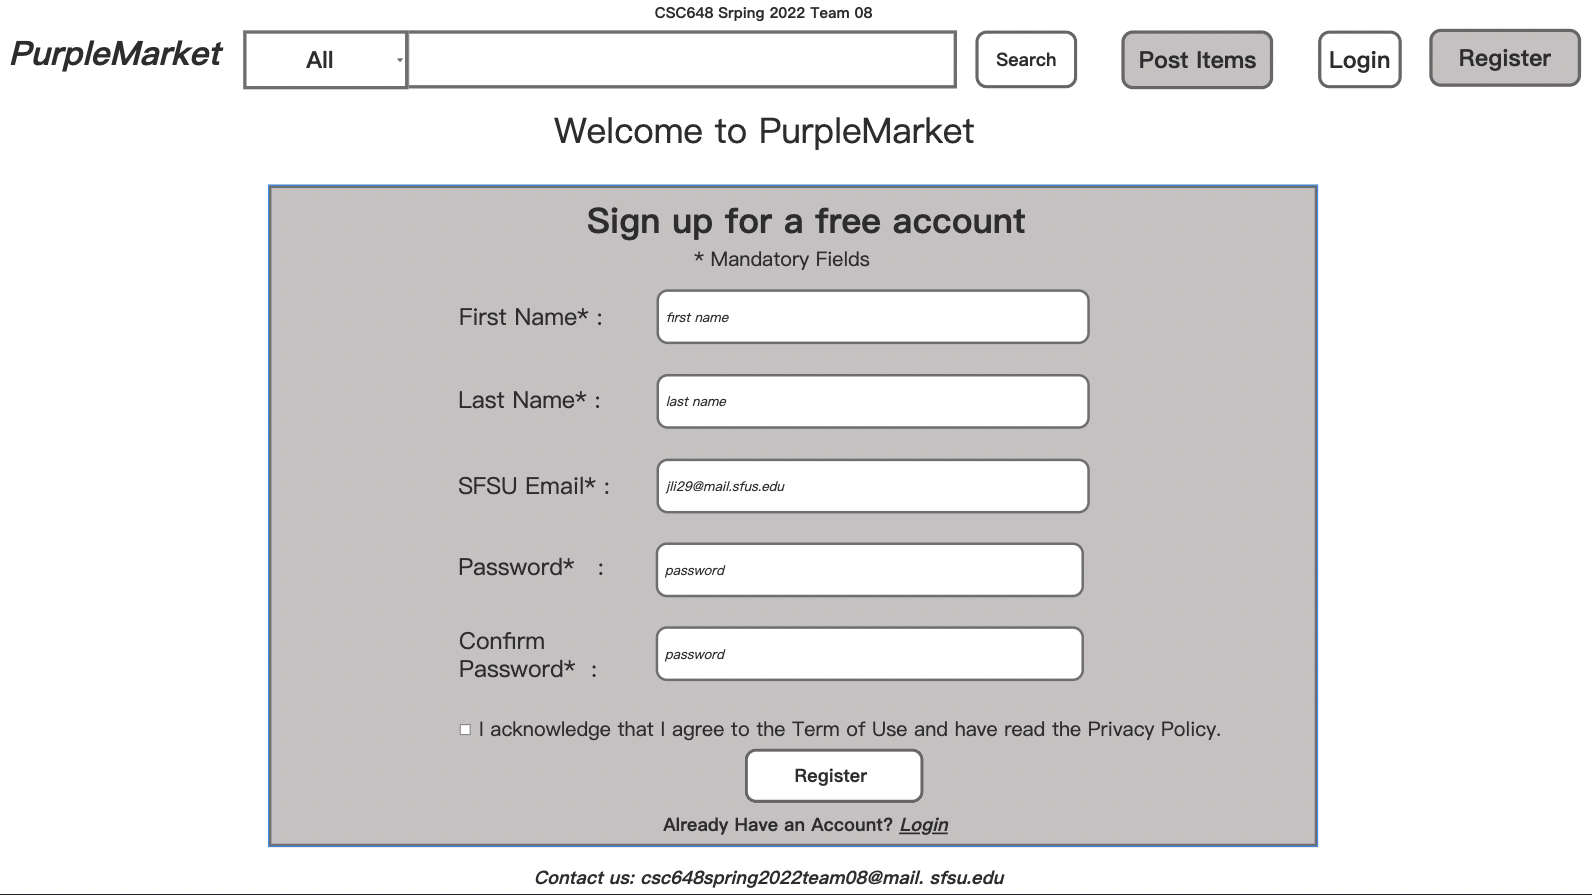 CSC648 Srping 2022 Team 08
PurpleMarket
All
Search
Post Items
Login
Register
Welcome to PurpleMarket
Sign up for a free account
* Mandatory Fields
First Name* :
first name
Last Name* :
last name
SFSU Email* :
jli29@mail.sfus.edu
Password* :
password
Confirm
Password* :
password
I acknowledge that I agree to the Term of Use and have read the Privacy Policy.
Register
Already Have an Account? Login
Contact us: csc648spring2022team08@mail. sfsu.edu